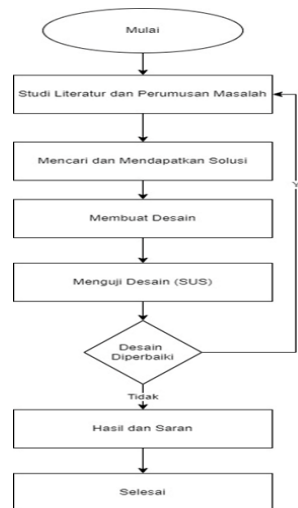 Mulai
Studi Literatur dan Perumusan Masalah
Mencari dan Mendapatkan Solusi
Membuat Desain
Menguji Desain (SUS)
Desain
Diperbaiki
Tidak
Hasil dan Saran
Selesai